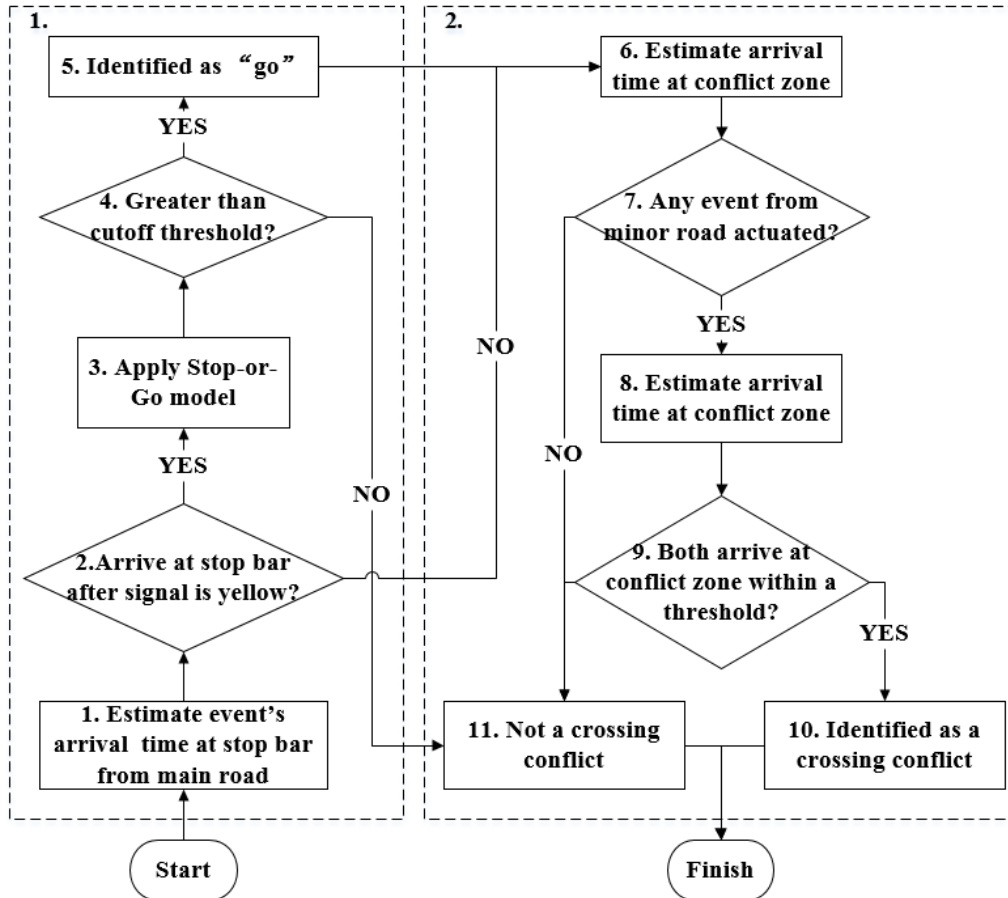 1.
5. Identified as “go”
YES
4. Greater than
cutoff threshold?
3. Apply Stop-or-
Go model
YES
NO
2.Arrive at stop bar
after signal is yellow?
1. Estimate event’s
arrival time at stop bar
from main road
Start
NO
2.
6. Estimate arrival
time at conflict zone
7. Any event from
minor road actuated?
YES
8. Estimate arrival
time at conflict zone
NO
9. Both arrive at
conflict zone within a
threshold?
YES
11. Not a crossing
conflict
10. Identified as a
crossing conflict
Finish